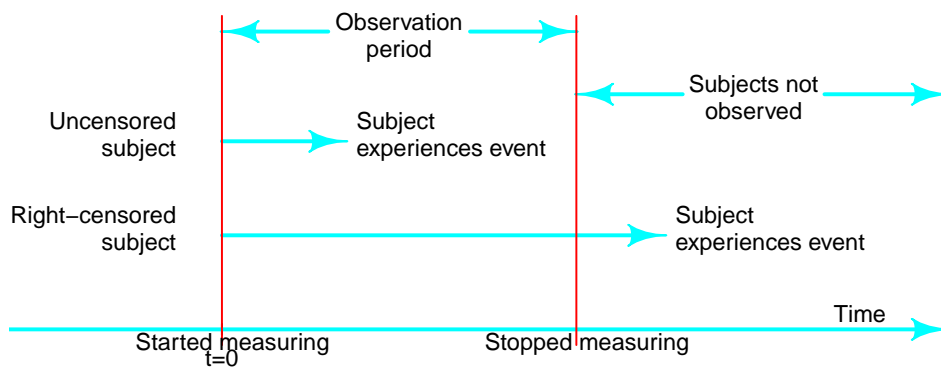 Observation
period
Subjects not
observed
Uncensored
subject
Subject
experiences event
Right−censored
subject
Subject
experiences event
Time
Started measuring
t=0
Stopped measuring